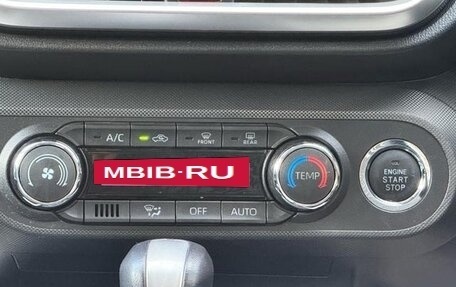 A/C
FRONT
REAR
MBIB-RU
TEMP
ENGINE
START
STOP
OFF
AUTO